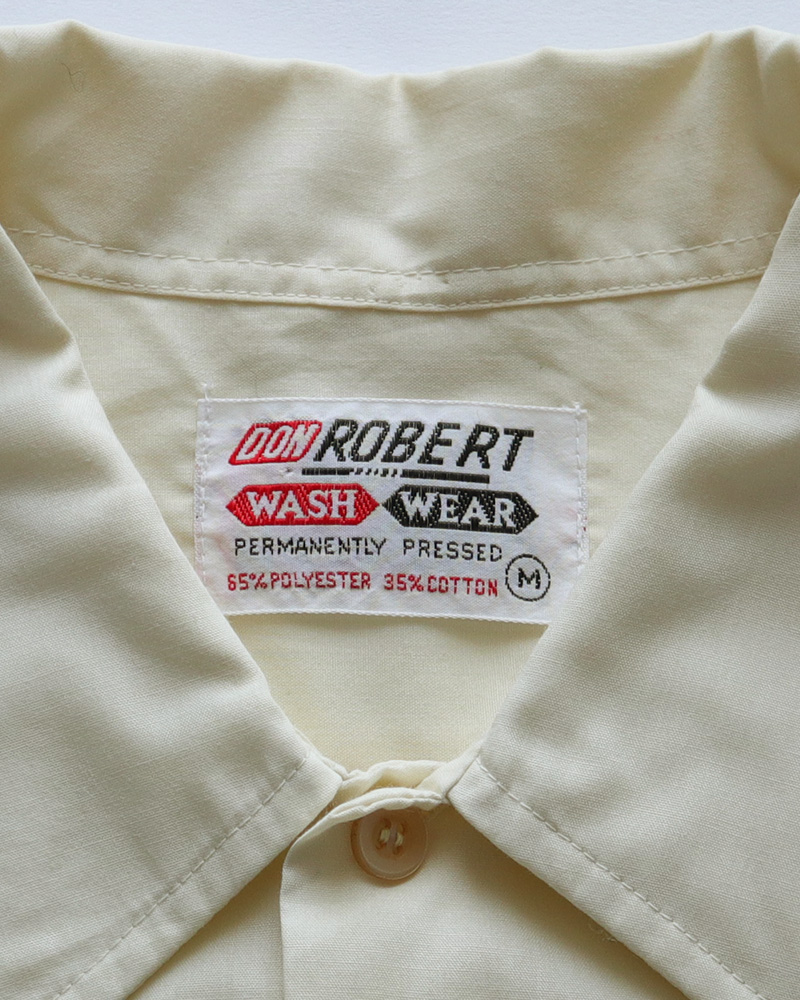 DON ROBERT
WASH WEAR
PERMANENTLY PRESSED
65% POLYESTER 35% COTTON M